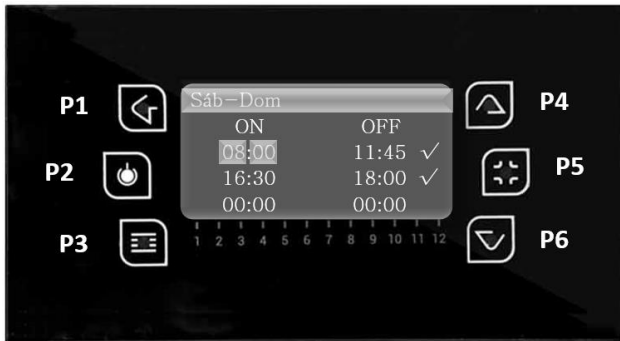 Sáb-Dom
ON OFF
08:00 11:45 ✓
16:30 18:00 ✓
00:00 00:00
1 2 3 4 5 6 7 8 9 10 11 12
P1
P2
P3
P4
P5
P6